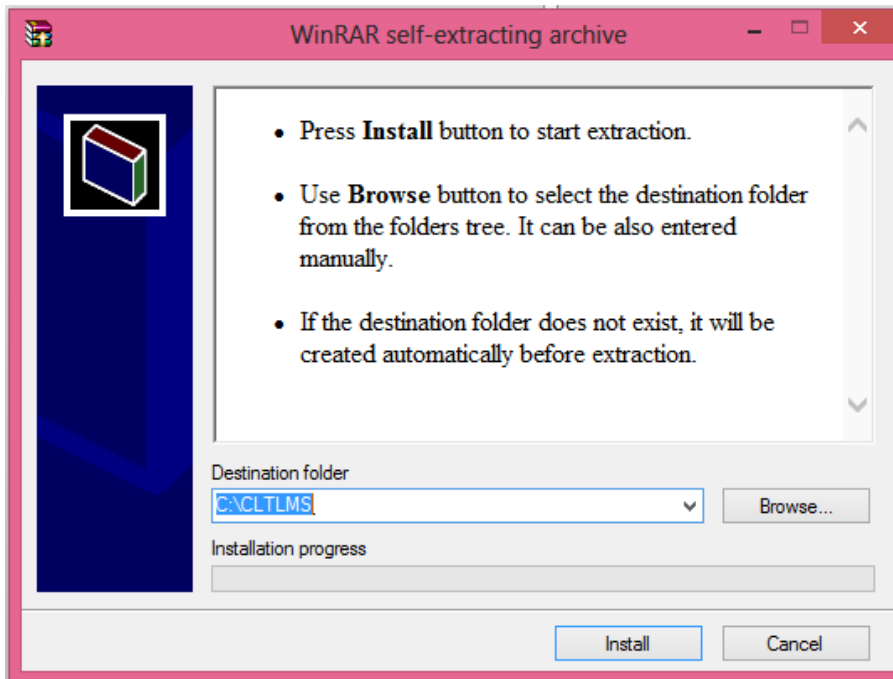 WinRAR self-extracting archive
Press Install button to start extraction.
Use Browse button to select the destination folder
from the folders tree. It can be also entered
manually.
If the destination folder does not exist, it will be
created automatically before extraction.
Destination folder
C:\CLTLMS
Browse...
Installation progress
Install
Cancel